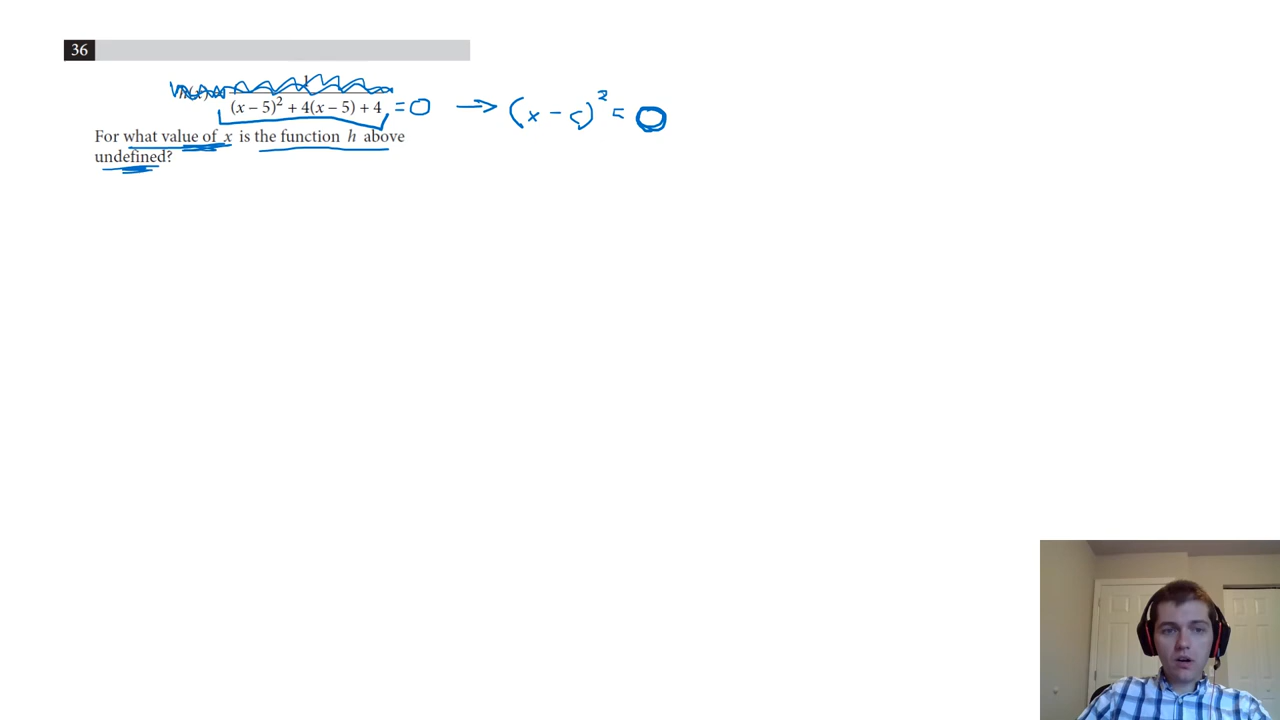 36
1
(x − 5)² + 4(x − 5) + 4 = 0 → (x − 5)² = 0
For what value of x is the function h above
undefined?